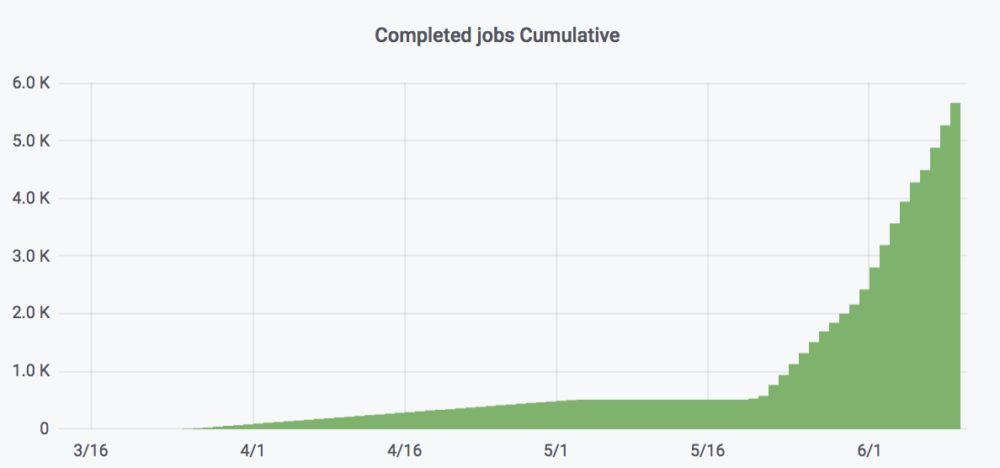 Completed jobs Cumulative
6.0 K
5.0 K
4.0 K
3.0 K
2.0 K
1.0 K
0
3/16 4/1 4/16 5/1 5/16 6/1